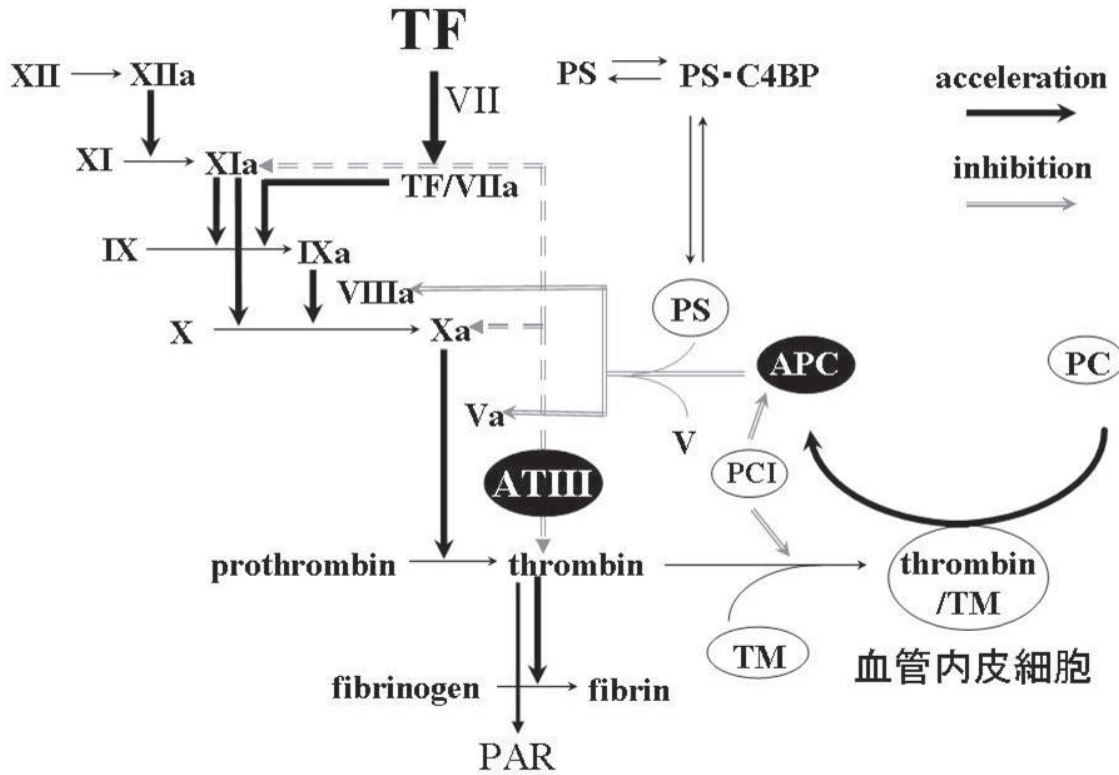 TF
XII
XIIa
VII
PS
PS・C4BP
acceleration
XI
XIa
TF/VIIa
inhibition
IX
IXa
VIIIa
PS
X
Xa
APC
PC
Va
V
PCI
ATIII
prothrombin
thrombin
thrombin
/TM
TM
血管内皮細胞
fibrinogen
fibrin
PAR